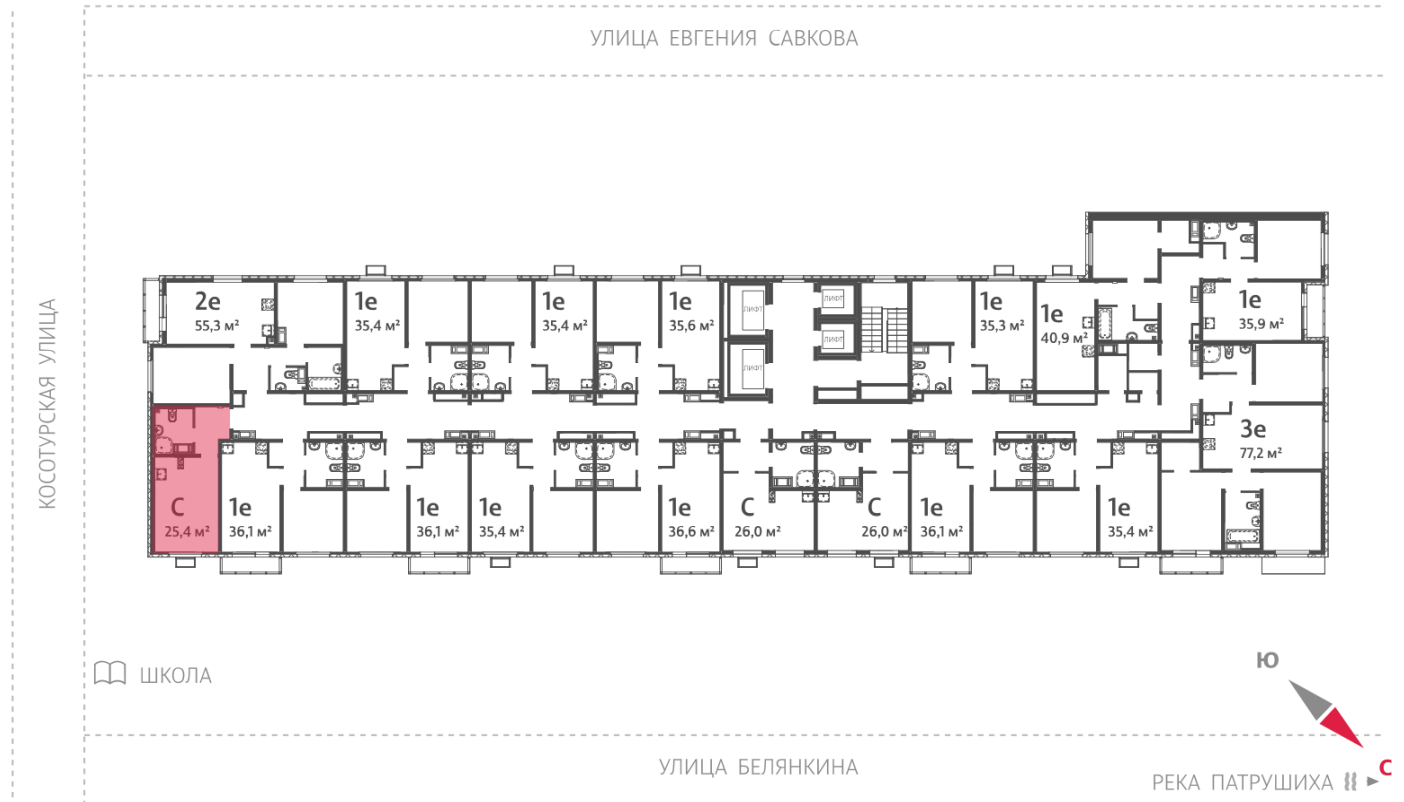 УЛИЦА ЕВГЕНИЯ САВКОВА
КОСОТУРСКАЯ УЛИЦА
2е
55,3 м²
1е
35,4 м²
1е
35,4 м²
1е
35,6 м²
ЛИФТ
ЛИФТ
ЛИФТ
ЛИФТ
1е
35,3 м²
1е
40,9 м²
1е
35,9 м²
3е
77,2 м²
С
25,4 м²
1е
36,1 м²
1е
36,1 м²
1е
35,4 м²
1е
36,6 м²
С
26,0 м²
С
26,0 м²
1е
36,1 м²
1е
35,4 м²
ШКОЛА
Ю
С
УЛИЦА БЕЛЯНКИНА
РЕКА ПАТРУШИХА